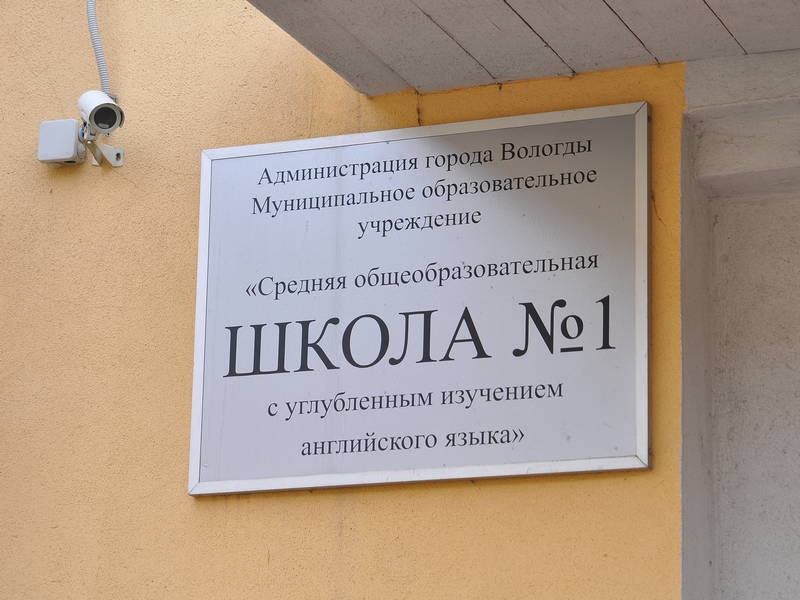 Администрация города Вологды
Муниципальное образовательное
учреждение
«Средняя общеобразовательная
ШКОЛА №1
с углубленным изучением
английского языка»